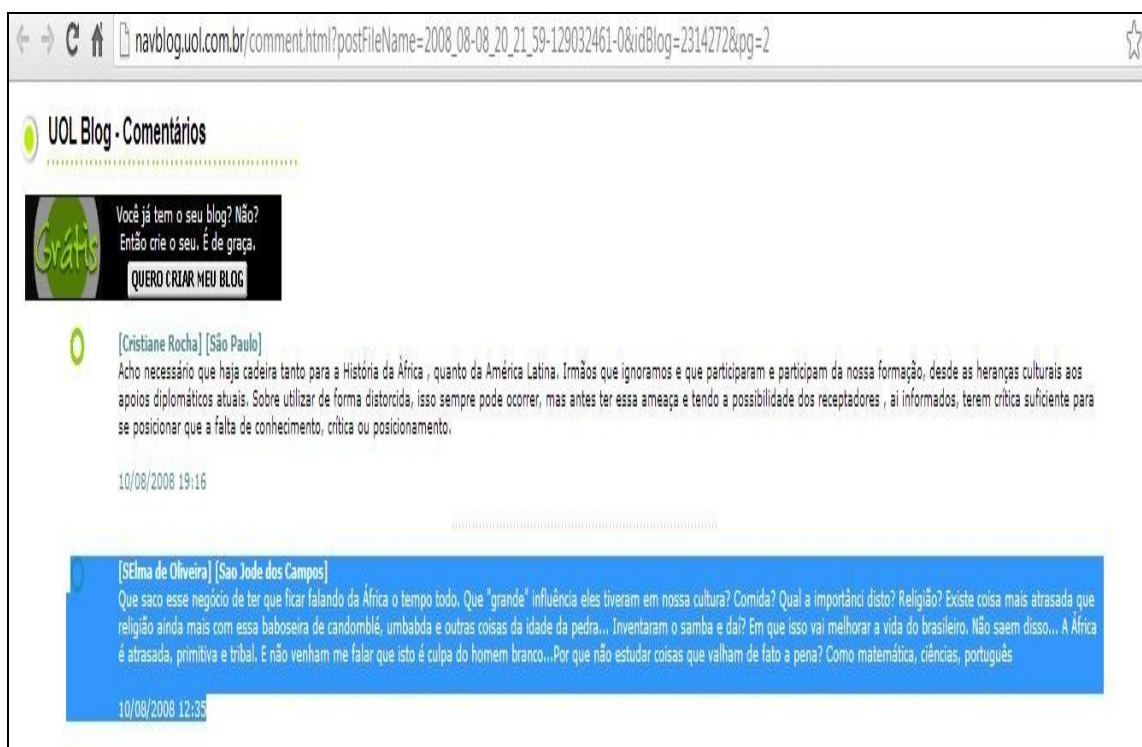 navblog.uol.com.br/comment.html?postFileName=2008_08-08_20_21_59-129032461-0&idBlog=2314272&pg=2
UOL Blog - Comentários
Grátis
Você já tem o seu blog? Não?
Então crie o seu. É de graça.
QUERO CRIAR MEU BLOG
[Cristiane Rocha] [São Paulo]
Acho necessário que haja cadeira tanto para a História da Àfrica , quanto da América Latina. Irmãos que ignoramos e que participaram e participam da nossa formação, desde as heranças culturais aos
apoios diplomáticos atuais. Sobre utilizar de forma distorcida, isso sempre pode ocorrer, mas antes ter essa ameaça e tendo a possibilidade dos receptadores , ai informados, terem crítica suficiente para
se posicionar que a falta de conhecimento, crítica ou posicionamento.
10/08/2008 19:16
[SElma de Oliveira] [Sao Jode dos Campos]
Que saco esse negócio de ter que ficar falando da África o tempo todo. Que "grande" influência eles tiveram em nossa cultura? Comida? Qual a importânci disto? Religião? Existe coisa mais atrasada que
religião ainda mais com essa baboseira de candomblé, umbabda e outras coisas da idade da pedra... Inventaram o samba e daí? Em que isso vai melhorar a vida do brasileiro. Não saem disso... A África
é atrasada, primitiva e tribal. E não venham me falar que isto é culpa do homem branco...Por que não estudar coisas que valham de fato a pena? Como matemática, ciências, português
10/08/2008 12:35